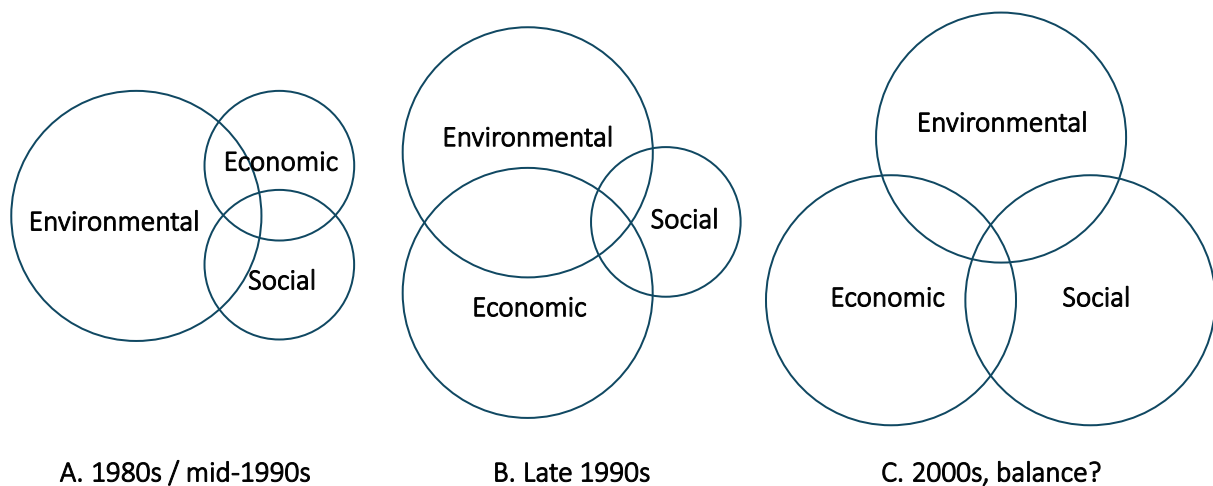 Environmental
Economic
Social
A. 1980s / mid-1990s
Environmental
Social
Economic
B. Late 1990s
Environmental
Economic
Social
C. 2000s, balance?